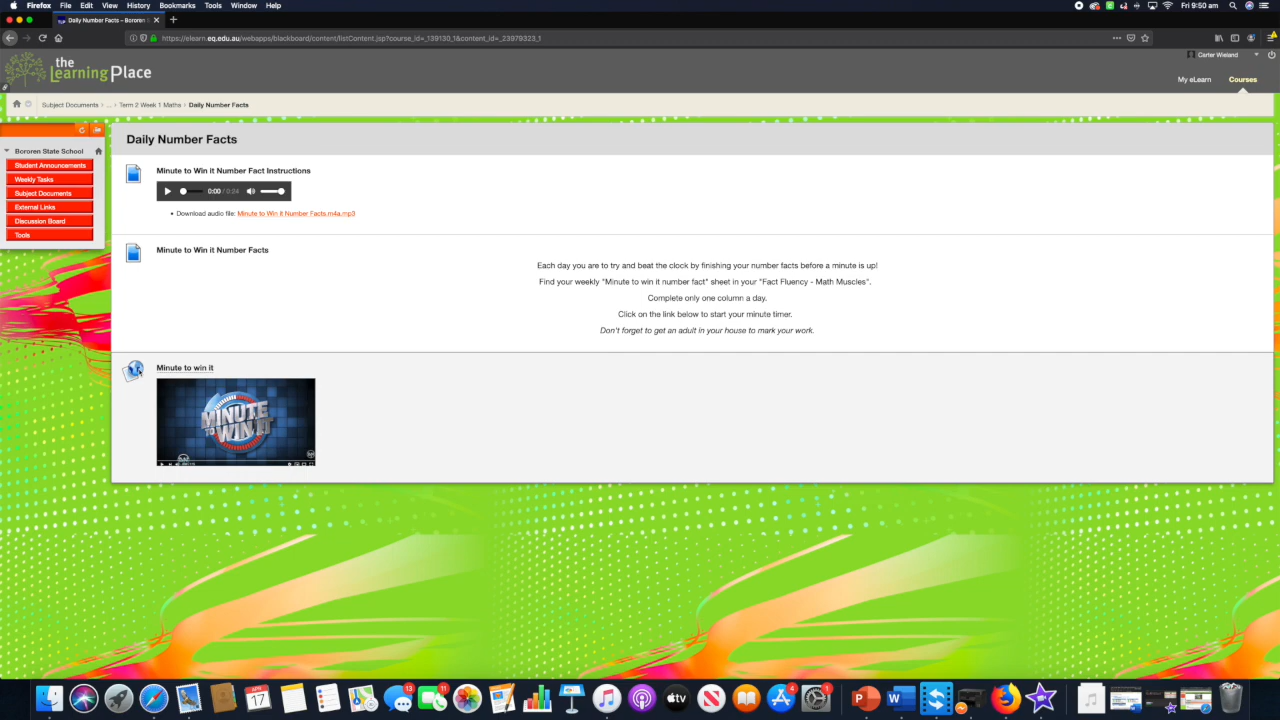 Firefox File Edit View History Bookmarks Tools Window Help
Fri 9:50 am
Daily Number Facts – Bororen S
https://elearn.eq.edu.au/webapps/blackboard/content/listContent.jsp?course_id=_139130_1&content_id=_23979323_1
the
Learning Place
Carter Wieland
My eLearn Courses
Subject Documents › ... › Term 2 Week 1 Maths › Daily Number Facts
Daily Number Facts
Bororen State School
Student Announcements
Weekly Tasks
Subject Documents
External Links
Discussion Board
Tools
Minute to Win it Number Fact Instructions
0:00 / 0:24
• Download audio file: Minute to Win it Number Facts.m4a.mp3
Minute to Win it Number Facts
Each day you are to try and beat the clock by finishing your number facts before a minute is up!
Find your weekly "Minute to win it number fact" sheet in your "Fact Fluency - Math Muscles".
Complete only one column a day.
Click on the link below to start your minute timer.
Don't forget to get an adult in your house to mark your work.
Minute to win it
MINUTE
TO WIN IT
APR
17
13
11
tv
4
1
P
W